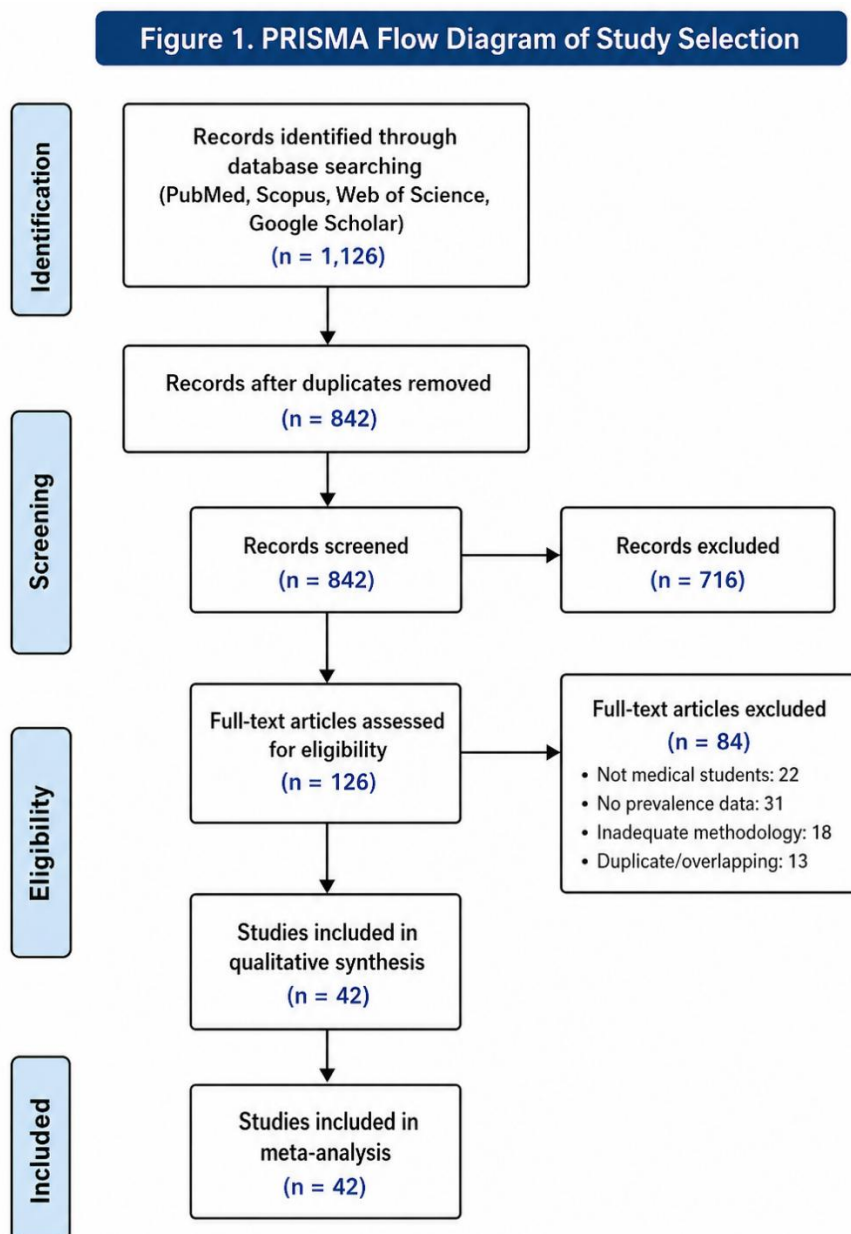 Figure 1. PRISMA Flow Diagram of Study Selection
Identification
Records identified through
database searching
(PubMed, Scopus, Web of Science,
Google Scholar)
(n = 1,126)
Records after duplicates removed
(n = 842)
Screening
Records screened
(n = 842)
Records excluded
(n = 716)
Eligibility
Full-text articles assessed
for eligibility
(n = 126)
Full-text articles excluded
(n = 84)
• Not medical students: 22
• No prevalence data: 31
• Inadequate methodology: 18
• Duplicate/overlapping: 13
Studies included in
qualitative synthesis
(n = 42)
Included
Studies included in
meta-analysis
(n = 42)